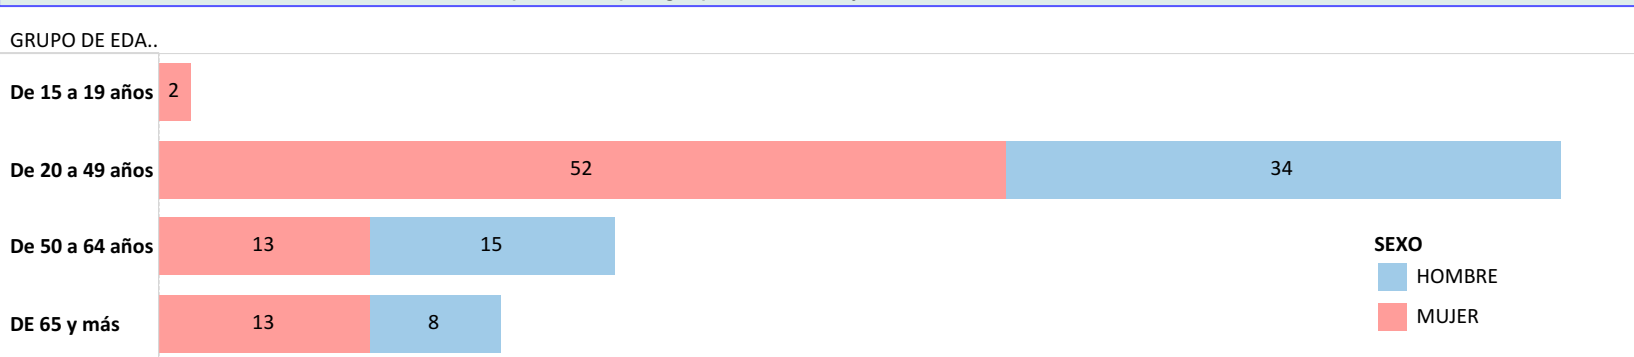 GRUPO DE EDA..
De 15 a 19 años 2
De 20 a 49 años 52 34
De 50 a 64 años 13 15
DE 65 y más 13 8
SEXO
HOMBRE
MUJER